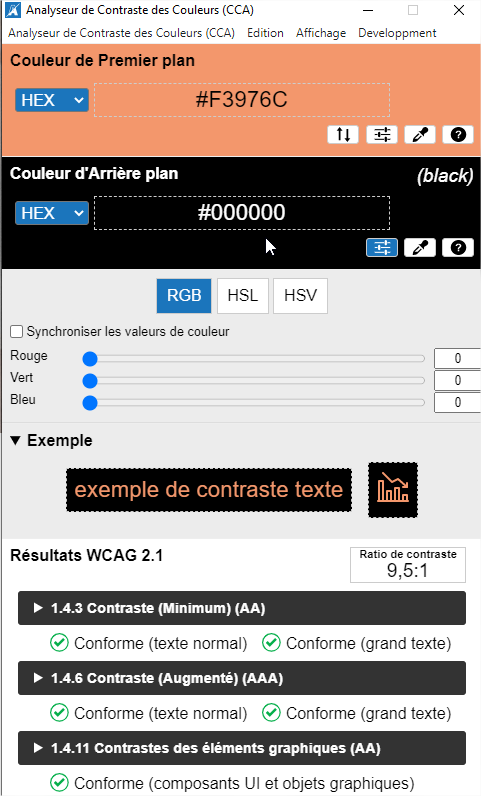 Analyseur de Contraste des Couleurs (CCA)
Analyseur de Contraste des Couleurs (CCA) Edition Affichage Developpment
Couleur de Premier plan
HEX #F3976C
Couleur d'Arrière plan (black)
HEX #000000
RGB HSL HSV
Synchroniser les valeurs de couleur
Rouge 0
Vert 0
Bleu 0
Exemple
exemple de contraste texte
Résultats WCAG 2.1
Ratio de contraste
9,5:1
1.4.3 Contraste (Minimum) (AA)
Conforme (texte normal) Conforme (grand texte)
1.4.6 Contraste (Augmenté) (AAA)
Conforme (texte normal) Conforme (grand texte)
1.4.11 Contrastes des éléments graphiques (AA)
Conforme (composants UI et objets graphiques)